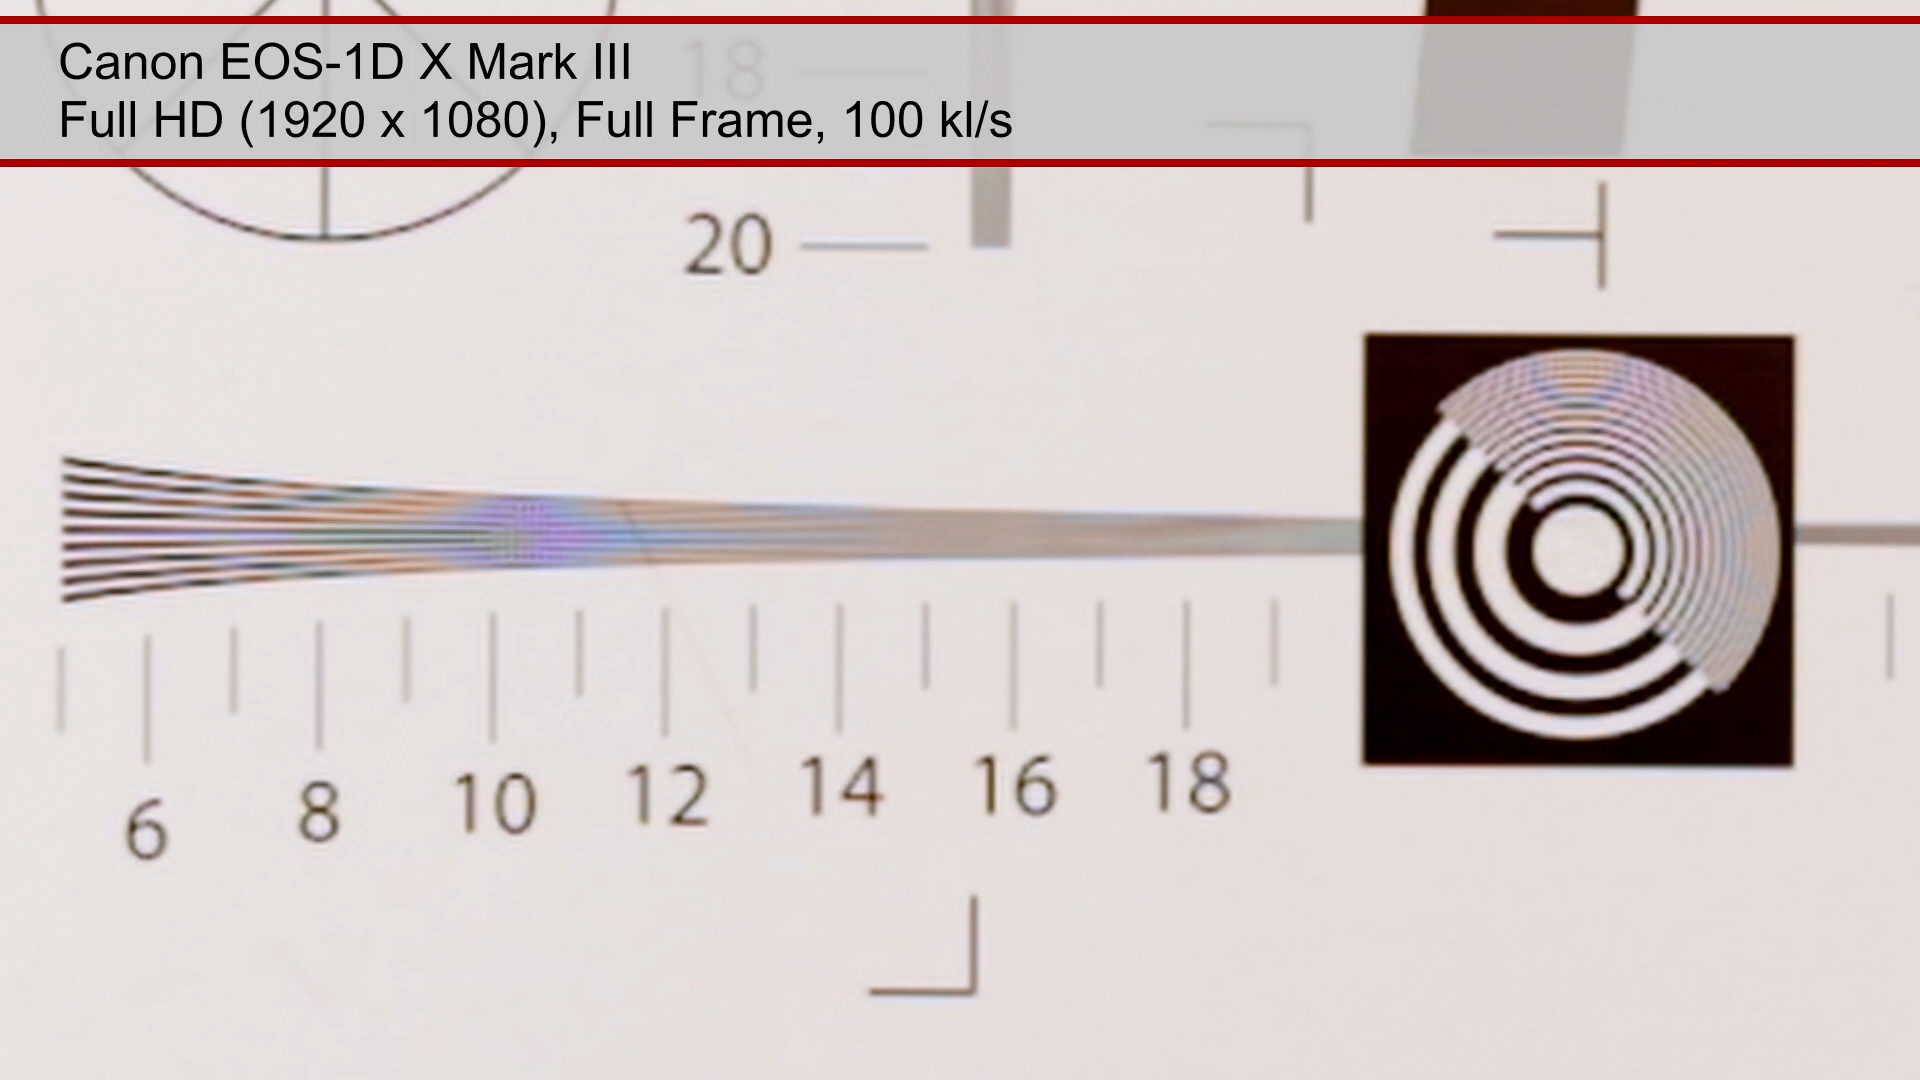 Canon EOS-1D X Mark III
Full HD (1920 x 1080), Full Frame, 100 kl/s
18
20
6 8 10 12 14 16 18